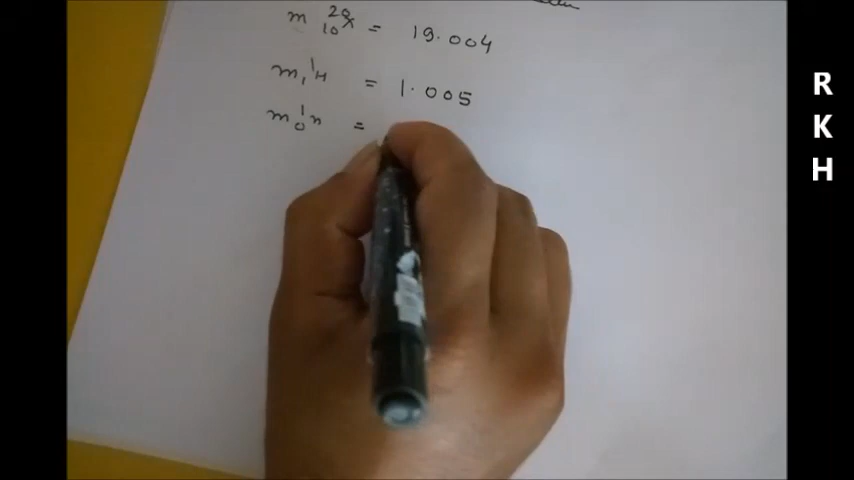 m ²⁰₁₀X = 19.004
m ¹₁H = 1.005
m ¹₀n =
R
K
H